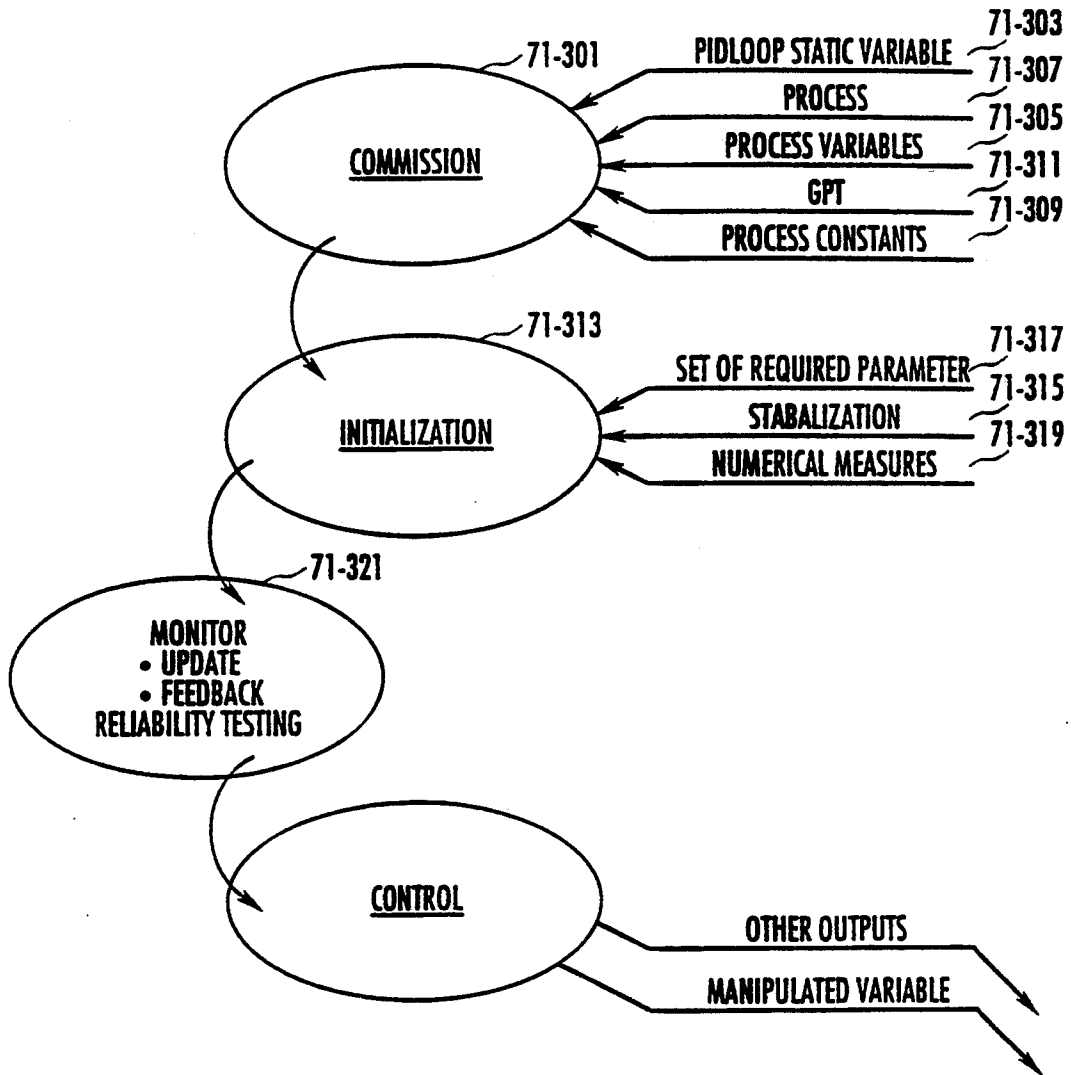 71-303
71-301
PIDLOOP STATIC VARIABLE
71-307
PROCESS
71-305
COMMISSION
PROCESS VARIABLES
71-311
GPT
71-309
PROCESS CONSTANTS
71-313
71-317
SET OF REQUIRED PARAMETER
71-315
STABALIZATION
71-319
INITIALIZATION
NUMERICAL MEASURES
71-321
MONITOR
• UPDATE
• FEEDBACK
RELIABILITY TESTING
CONTROL
OTHER OUTPUTS
MANIPULATED VARIABLE